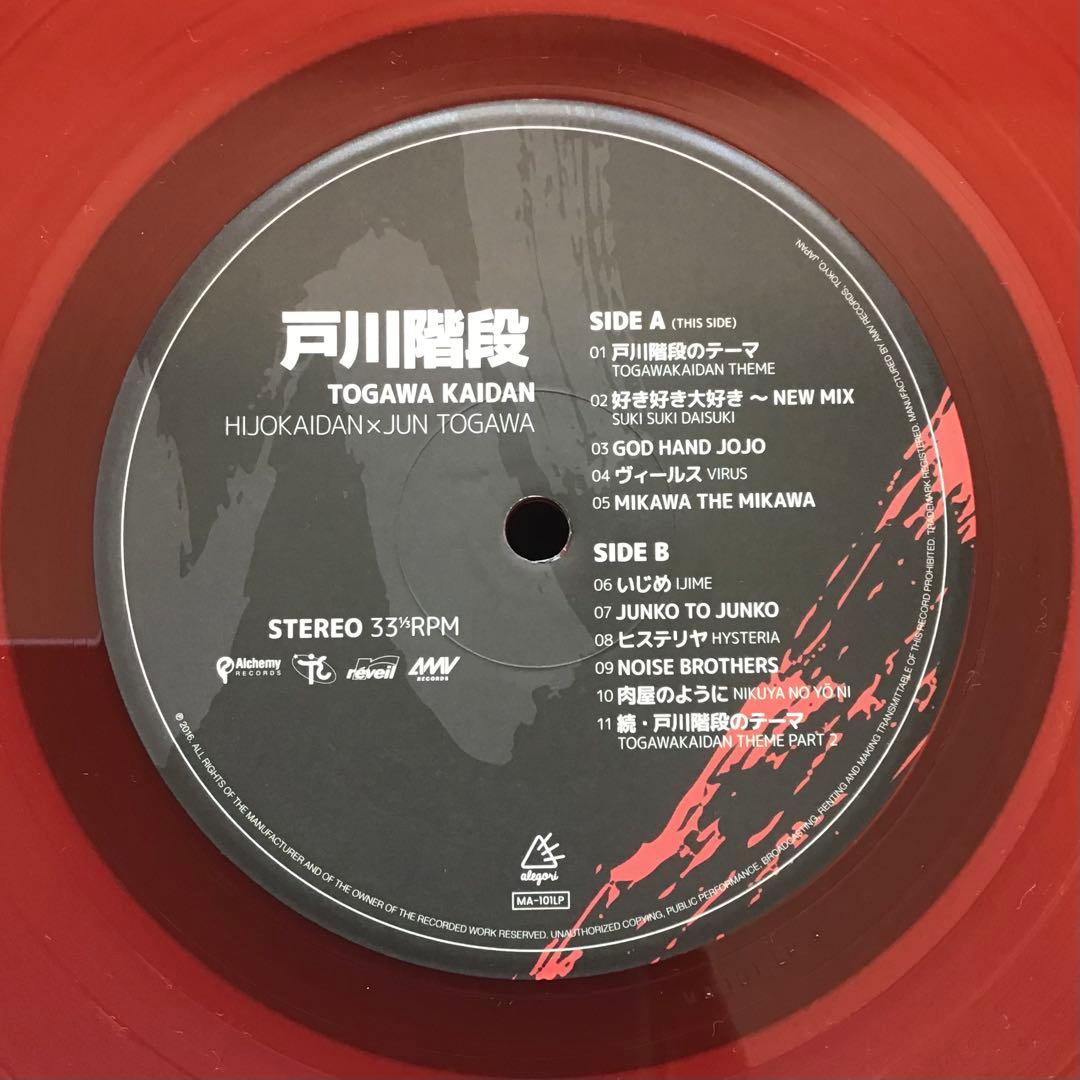 戸川階段
TOGAWA KAIDAN
HIJOKAIDAN×JUN TOGAWA
SIDE A (THIS SIDE)
01 戸川階段のテーマ
TOGAWAKAIDAN THEME
02 好き好き大好き 〜 NEW MIX
SUKI SUKI DAISUKI
03 GOD HAND JOJO
04 ヴィールス VIRUS
05 MIKAWA THE MIKAWA
SIDE B
06 いじめ IJIME
07 JUNKO TO JUNKO
08 ヒステリヤ HYSTERIA
09 NOISE BROTHERS
10 肉屋のように NIKUYA NO YŌ NI
11 続・戸川階段のテーマ
TOGAWAKAIDAN THEME PART 2
STEREO 33⅓RPM
Alchemy
RECORDS
réveil
AMV
RECORDS
alegori
MA-101LP
℗ 2016. ALL RIGHTS OF THE MANUFACTURER AND OF THE OWNER OF THE RECORDED WORK RESERVED. UNAUTHORIZED COPYING, PUBLIC PERFORMANCE, BROADCASTING, RENTING AND MAKING TRANSMITTABLE OF THIS RECORD PROHIBITED. TRADEMARK REGISTERED. MANUFACTURED BY AMV RECORDS, TOKYO, JAPAN